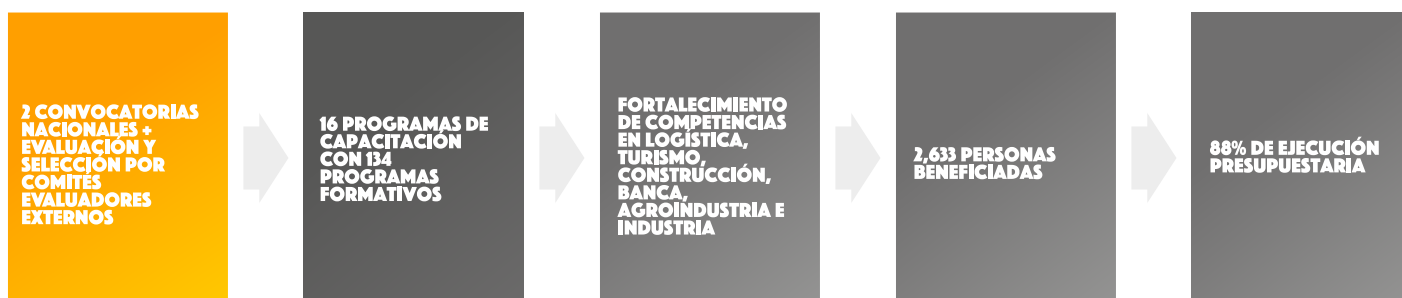 2 CONVOCATORIAS
NACIONALES +
EVALUACIÓN Y
SELECCIÓN POR
COMITÉS
EVALUADORES
EXTERNOS
16 PROGRAMAS DE
CAPACITACIÓN
CON 134
PROGRAMAS
FORMATIVOS
FORTALECIMIENTO
DE COMPETENCIAS
EN LOGÍSTICA,
TURISMO,
CONSTRUCCIÓN,
BANCA,
AGROINDUSTRIA E
INDUSTRIA
2,633 PERSONAS
BENEFICIADAS
88% DE EJECUCIÓN
PRESUPUESTARIA